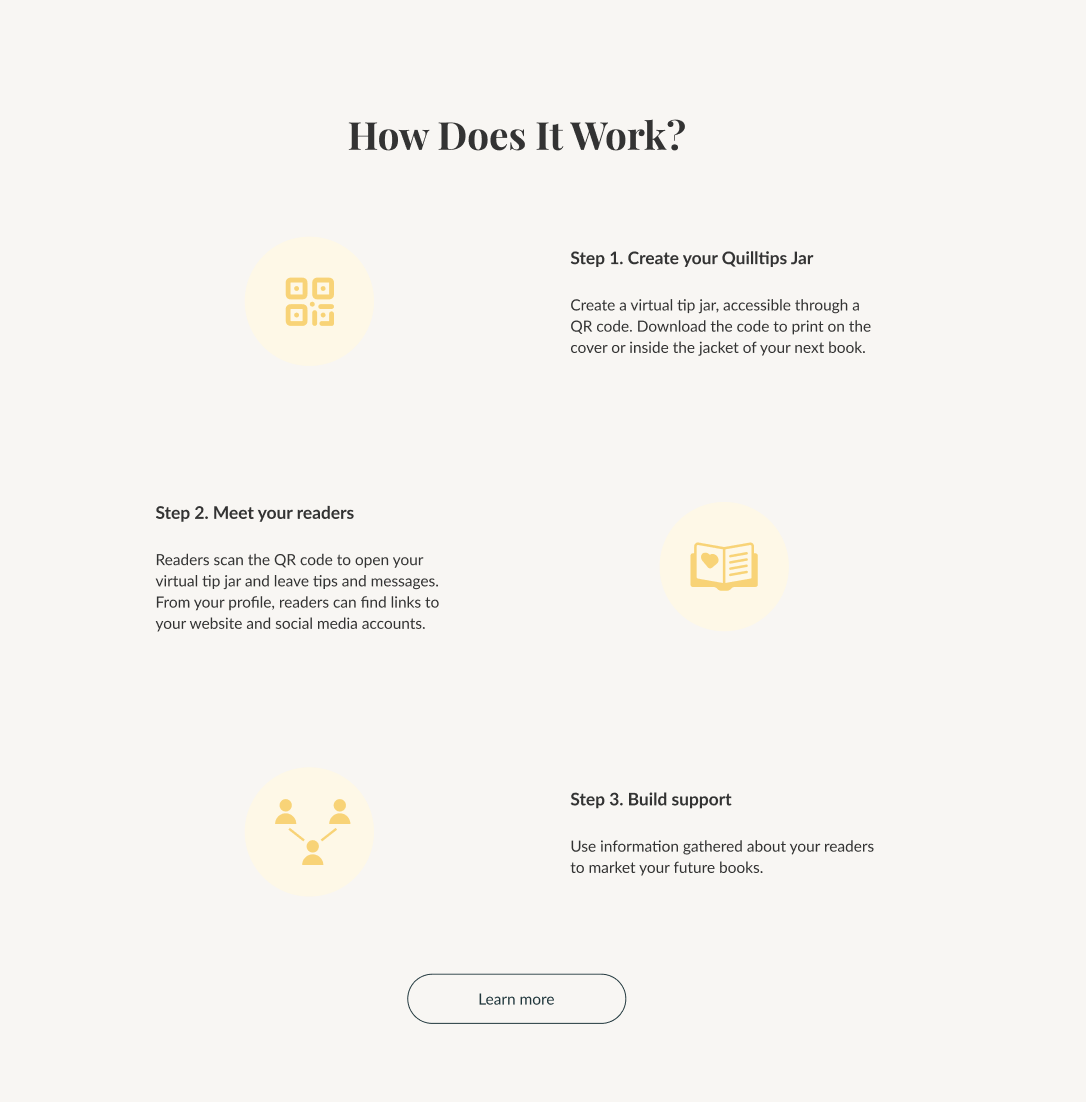 How Does It Work?
Step 1. Create your Quilltips Jar
Create a virtual tip jar, accessible through a
QR code. Download the code to print on the
cover or inside the jacket of your next book.
Step 2. Meet your readers
Readers scan the QR code to open your
virtual tip jar and leave tips and messages.
From your profile, readers can find links to
your website and social media accounts.
Step 3. Build support
Use information gathered about your readers
to market your future books.
Learn more